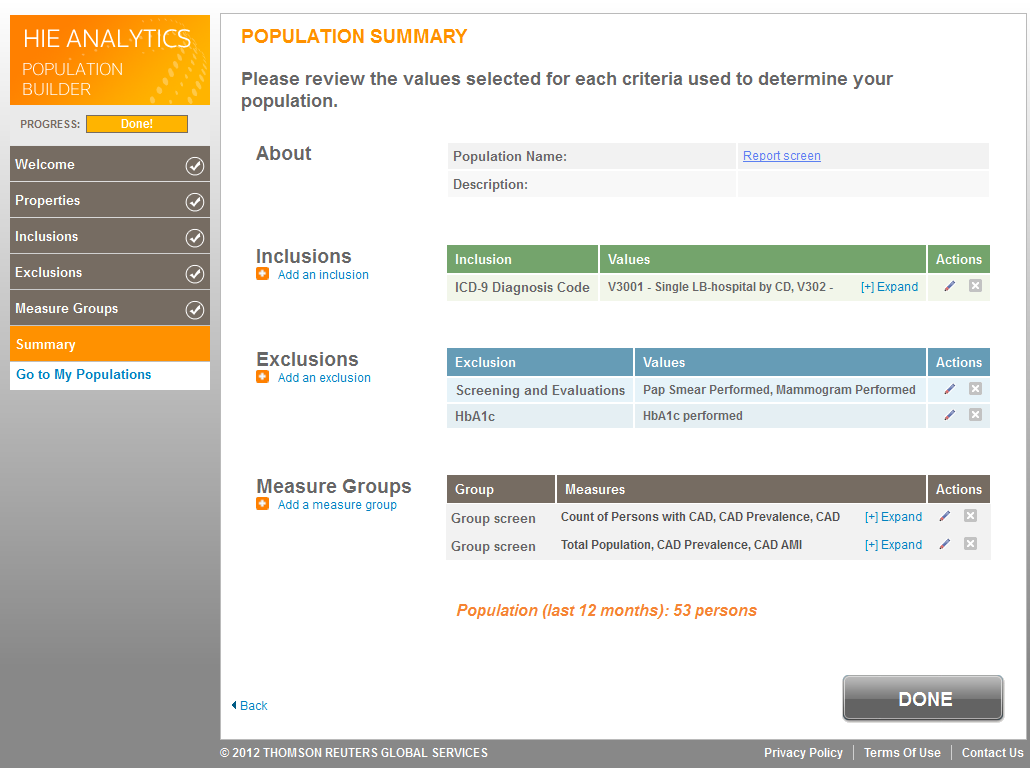 HIE ANALYTICS
POPULATION
BUILDER
PROGRESS: Done!
Welcome
Properties
Inclusions
Exclusions
Measure Groups
Summary
Go to My Populations
POPULATION SUMMARY
Please review the values selected for each criteria used to determine your
population.
About
Population Name: Report screen
Description:
Inclusions
Add an inclusion
Inclusion Values Actions
ICD-9 Diagnosis Code V3001 - Single LB-hospital by CD, V302 - [+] Expand
Exclusions
Add an exclusion
Exclusion Values Actions
Screening and Evaluations Pap Smear Performed, Mammogram Performed
HbA1c HbA1c performed
Measure Groups
Add a measure group
Group Measures Actions
Group screen Count of Persons with CAD, CAD Prevalence, CAD [+] Expand
Group screen Total Population, CAD Prevalence, CAD AMI [+] Expand
Population (last 12 months): 53 persons
Back
DONE
© 2012 THOMSON REUTERS GLOBAL SERVICES
Privacy Policy | Terms Of Use | Contact Us